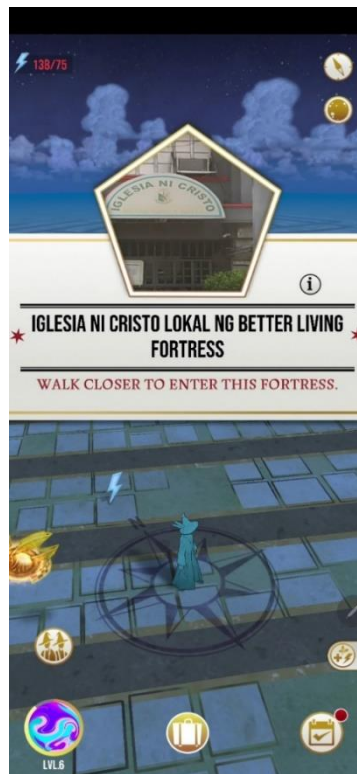 138/75
IGLESIA NI CRISTO
IGLESIA NI CRISTO LOKAL NG BETTER LIVING
FORTRESS
WALK CLOSER TO ENTER THIS FORTRESS.
LVL.6